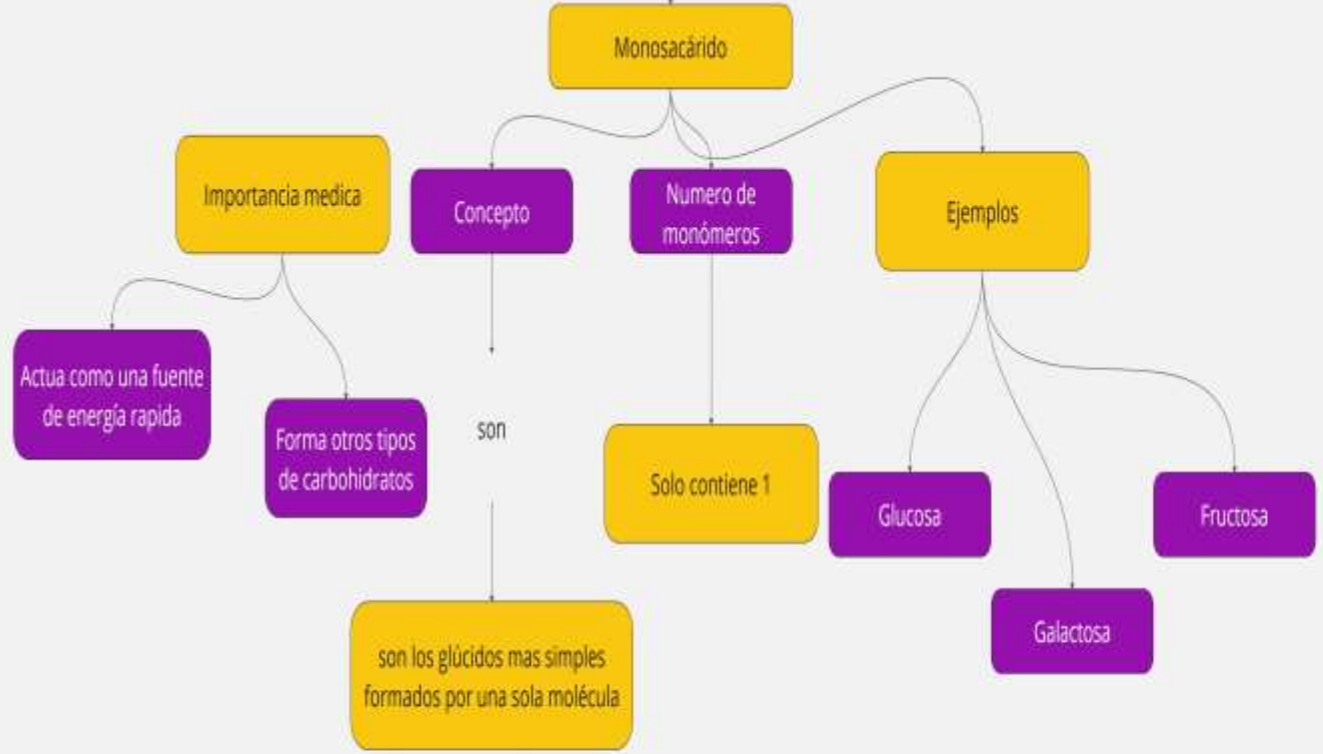 Monosacárido
Importancia medica
Concepto
Numero de
monómeros
Ejemplos
Actua como una fuente
de energía rapida
Forma otros tipos
de carbohidratos
son
Solo contiene 1
Glucosa
Fructosa
Galactosa
son los glúcidos mas simples
formados por una sola molécula